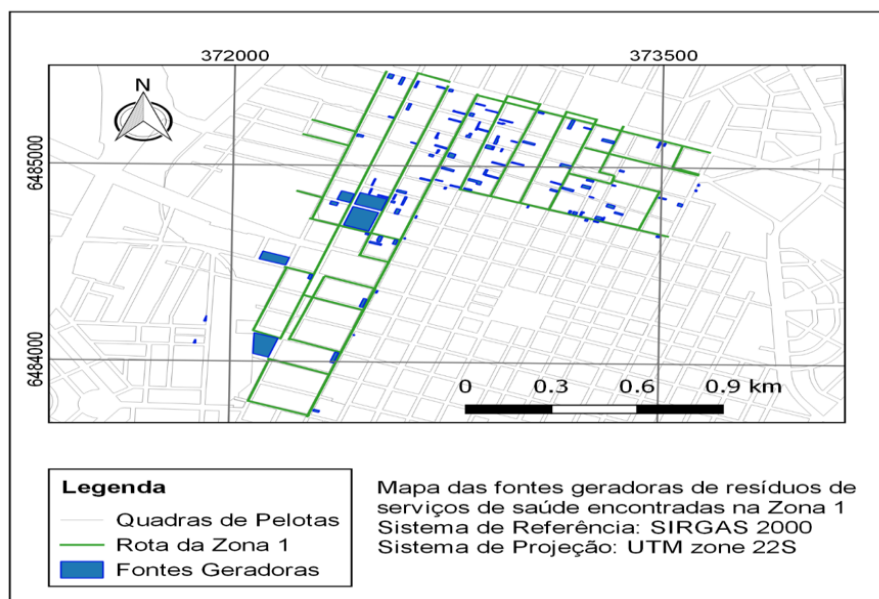 372000 373500
N
6485000
6484000
0 0.3 0.6 0.9 km
Legenda
Quadras de Pelotas
Rota da Zona 1
Fontes Geradoras
Mapa das fontes geradoras de resíduos de
serviços de saúde encontradas na Zona 1
Sistema de Referência: SIRGAS 2000
Sistema de Projeção: UTM zone 22S